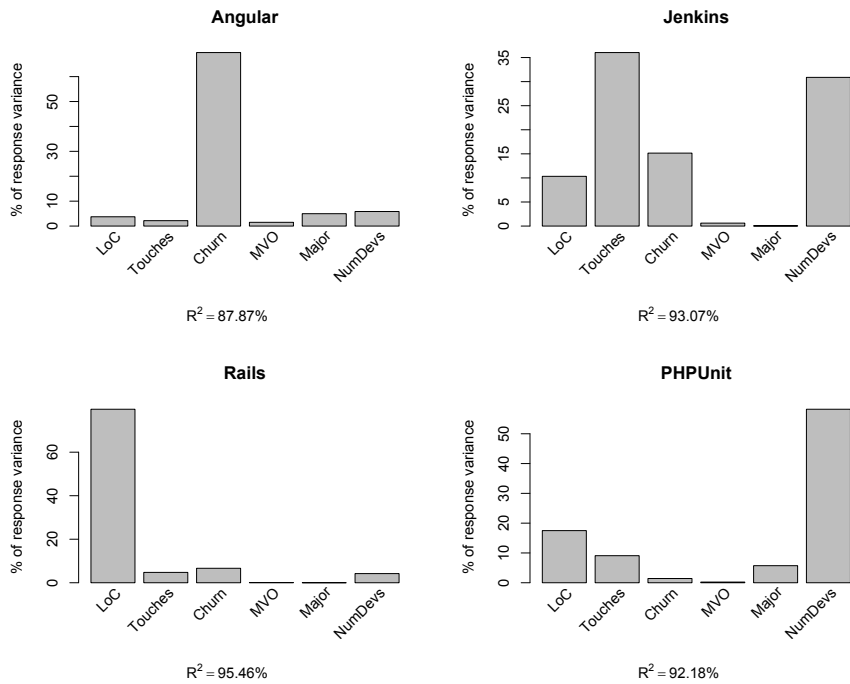 Angular
% of response variance
50
10
0
LoC
Touches
Churn
MVO
Major
NumDevs
R² = 87.87%
Jenkins
% of response variance
35
25
15
5
0
LoC
Touches
Churn
MVO
Major
NumDevs
R² = 93.07%
Rails
% of response variance
60
40
20
0
LoC
Touches
Churn
MVO
Major
NumDevs
R² = 95.46%
PHPUnit
% of response variance
50
40
30
20
10
0
LoC
Touches
Churn
MVO
Major
NumDevs
R² = 92.18%